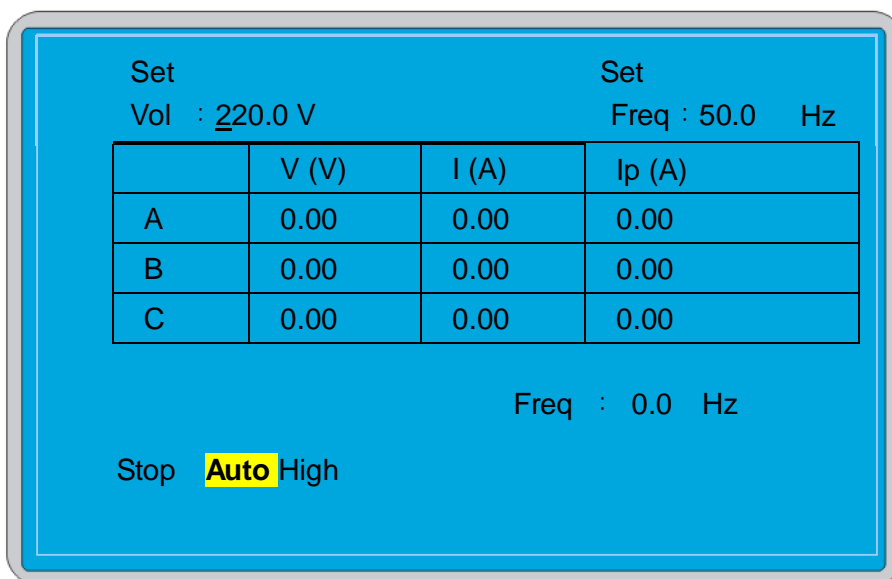 Set Set
Vol : 220.0 V Freq : 50.0 Hz
V (V) I (A) Ip (A)
A 0.00 0.00 0.00
B 0.00 0.00 0.00
C 0.00 0.00 0.00
Freq : 0.0 Hz
Stop Auto High